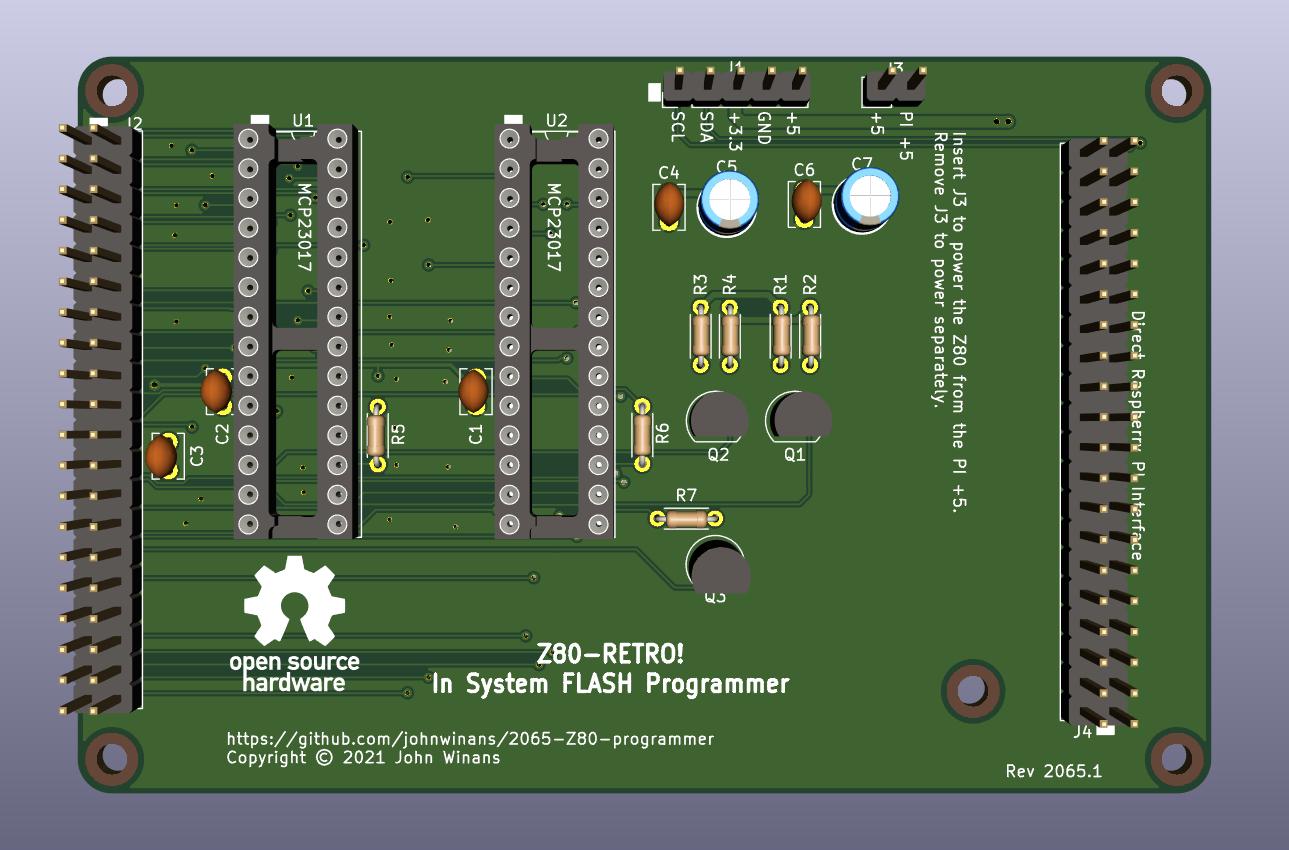 J1
J3
J2
U1
U2
SCL
SDA
+3.3
GND
+5
+5
PI +5
MCP23017
MCP23017
C4
C5
C6
C7
Insert J3 to power the Z80 from the PI +5.
Remove J3 to power separately.
R3
R4
R1
R2
Direct Raspberry PI Interface
C2
C3
R5
C1
R6
Q2
Q1
R7
Q3
open source
hardware
Z80-RETRO!
In System FLASH Programmer
https://github.com/johnwinans/2065-Z80-programmer
Copyright © 2021 John Winans
J4
Rev 2065.1